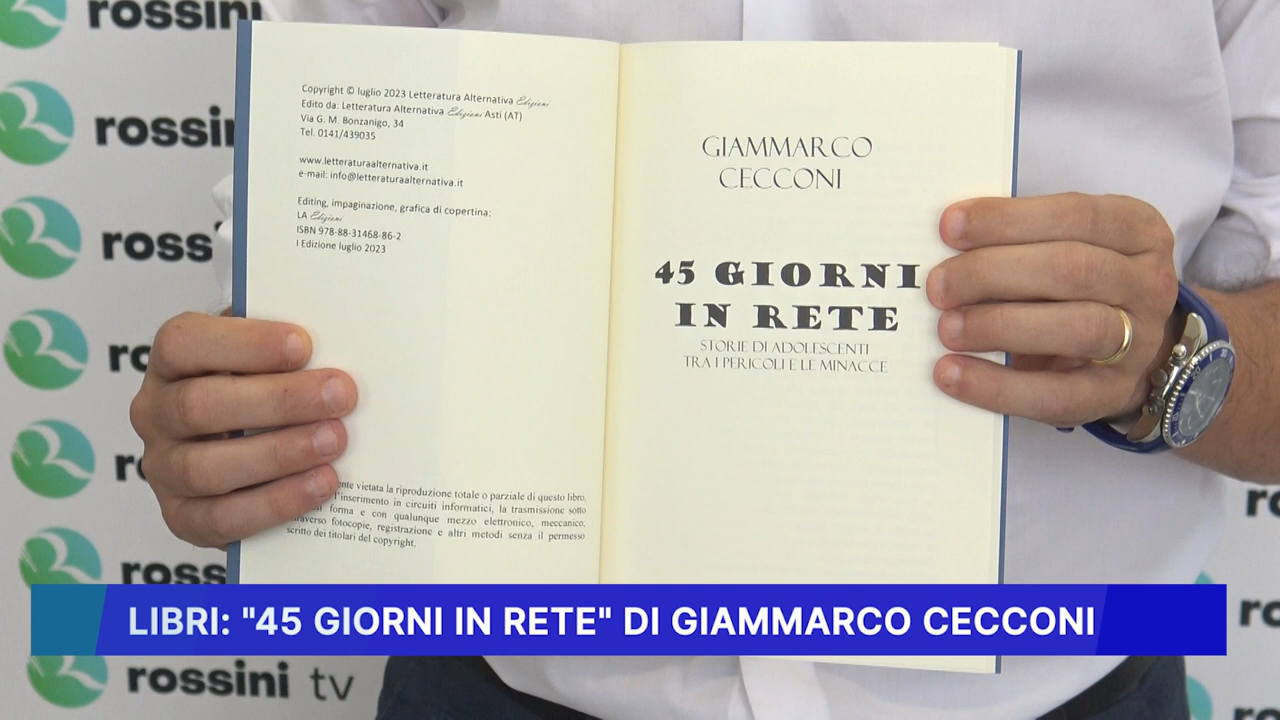 rossini
rossini
rossi
ro
r
ross
rossini tv
Copyright © luglio 2023 Letteratura Alternativa Edizioni
Edito da: Letteratura Alternativa Edizioni Asti (AT)
Via G. M. Bonzanigo, 34
Tel. 0141/439035
www.letteraturaalternativa.it
e-mail: info@letteraturaalternativa.it
Editing, impaginazione, grafica di copertina:
LA Edizioni
ISBN 978-88-31468-86-2
I Edizione luglio 2023
vietata la riproduzione totale o parziale di questo libro,
l'inserimento in circuiti informatici, la trasmissione sotto
forma e con qualunque mezzo elettronico, meccanico,
fotocopie, registrazione e altri metodi senza il permesso
scritto dei titolari del copyright.
GIAMMARCO
CECCONI
45 GIORNI
IN RETE
STORIE DI ADOLESCENTI
TRA I PERICOLI E LE MINACCE
LIBRI: "45 GIORNI IN RETE" DI GIAMMARCO CECCONI